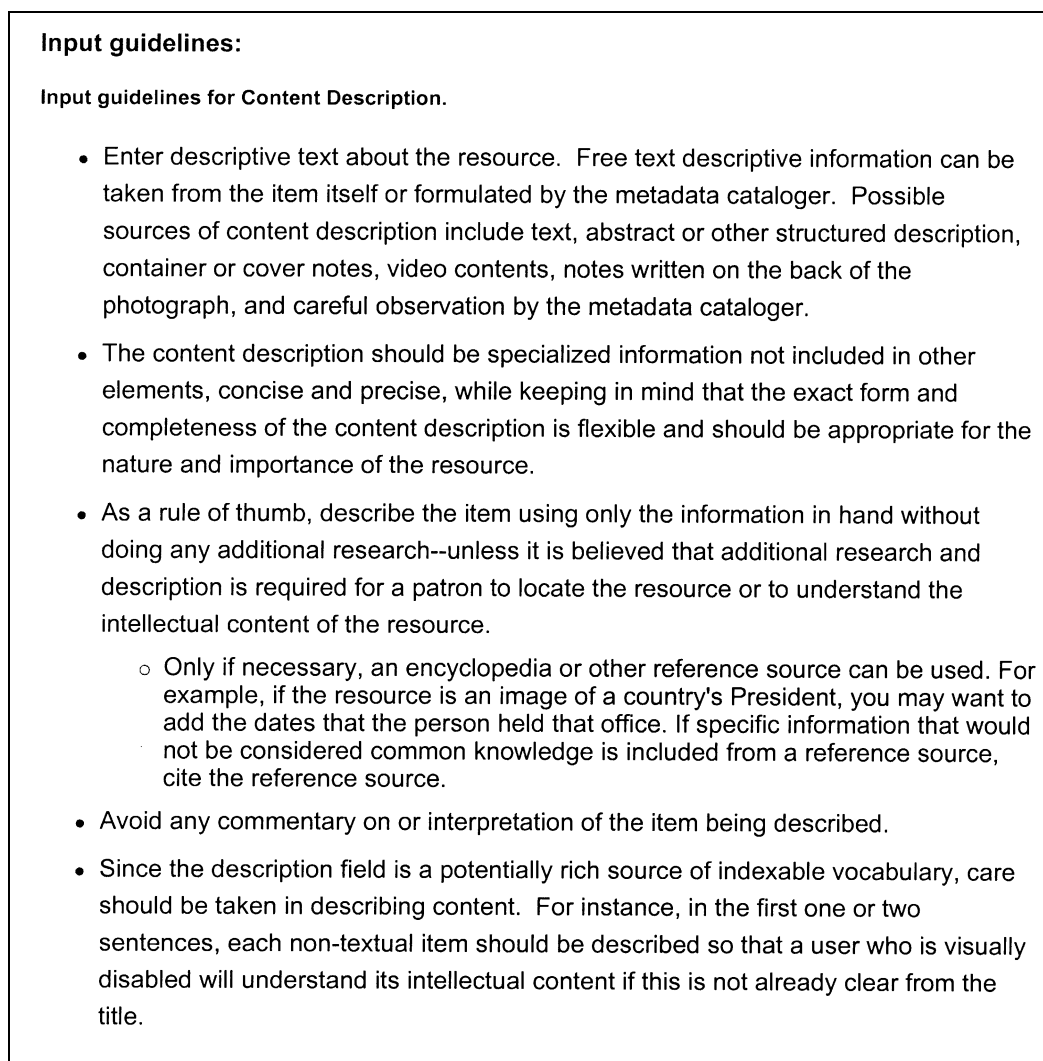 Input guidelines:
Input guidelines for Content Description.
• Enter descriptive text about the resource.  Free text descriptive information can be
taken from the item itself or formulated by the metadata cataloger.  Possible
sources of content description include text, abstract or other structured description,
container or cover notes, video contents, notes written on the back of the
photograph, and careful observation by the metadata cataloger.
• The content description should be specialized information not included in other
elements, concise and precise, while keeping in mind that the exact form and
completeness of the content description is flexible and should be appropriate for the
nature and importance of the resource.
• As a rule of thumb, describe the item using only the information in hand without
doing any additional research--unless it is believed that additional research and
description is required for a patron to locate the resource or to understand the
intellectual content of the resource.
○ Only if necessary, an encyclopedia or other reference source can be used. For
example, if the resource is an image of a country's President, you may want to
add the dates that the person held that office. If specific information that would
not be considered common knowledge is included from a reference source,
cite the reference source.
• Avoid any commentary on or interpretation of the item being described.
• Since the description field is a potentially rich source of indexable vocabulary, care
should be taken in describing content.  For instance, in the first one or two
sentences, each non-textual item should be described so that a user who is visually
disabled will understand its intellectual content if this is not already clear from the
title.